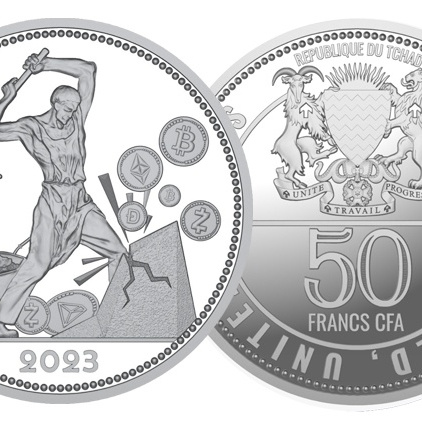 2023
REPUBLIQUE DU TCHAD
UNITE
PROGRES
TRAVAIL
50
FRANCS CFA
D, UNITE